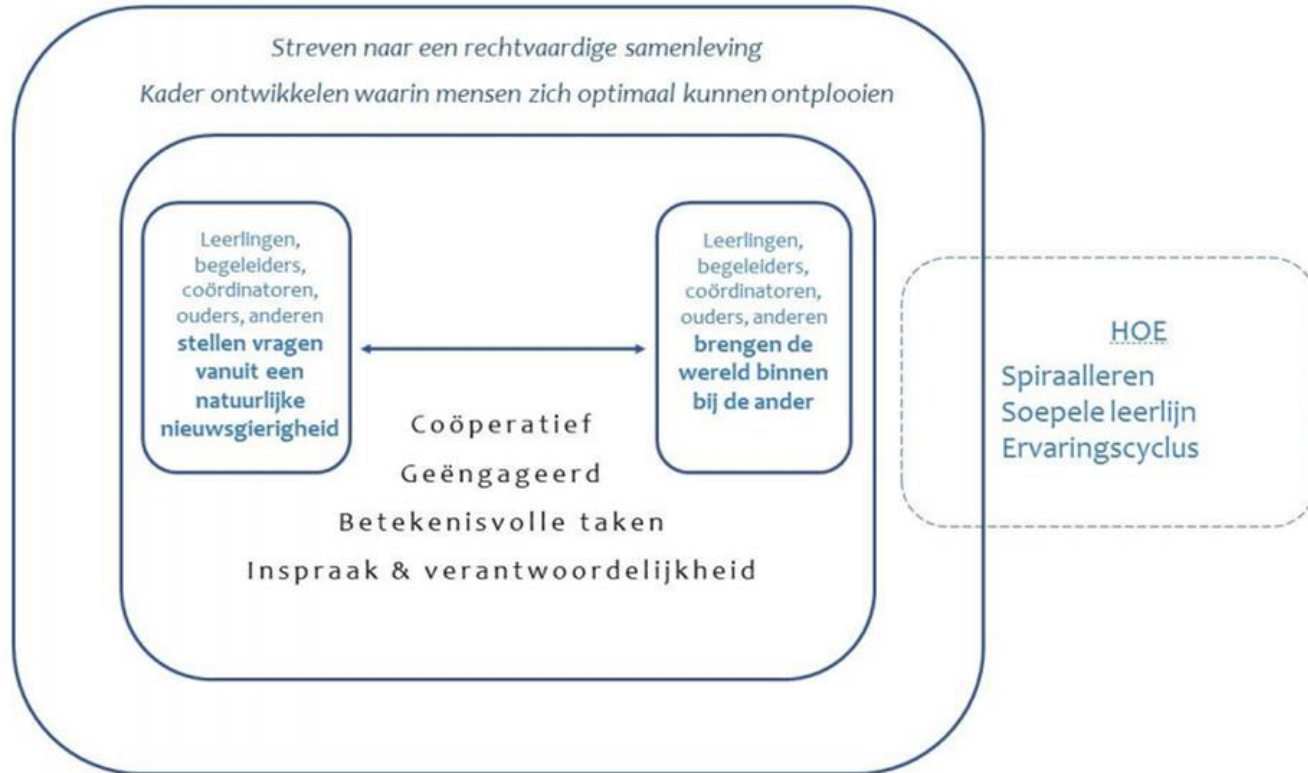 Streven naar een rechtvaardige samenleving
Kader ontwikkelen waarin mensen zich optimaal kunnen ontplooien
Leerlingen,
begeleiders,
coördinatoren,
ouders, anderen
stellen vragen
vanuit een
natuurlijke
nieuwsgierigheid
Leerlingen,
begeleiders,
coördinatoren,
ouders, anderen
brengen de
wereld binnen
bij de ander
Coöperatief
Geëngageerd
Betekenisvolle taken
Inspraak & verantwoordelijkheid
HOE
Spiraalleren
Soepele leerlijn
Ervaringscyclus